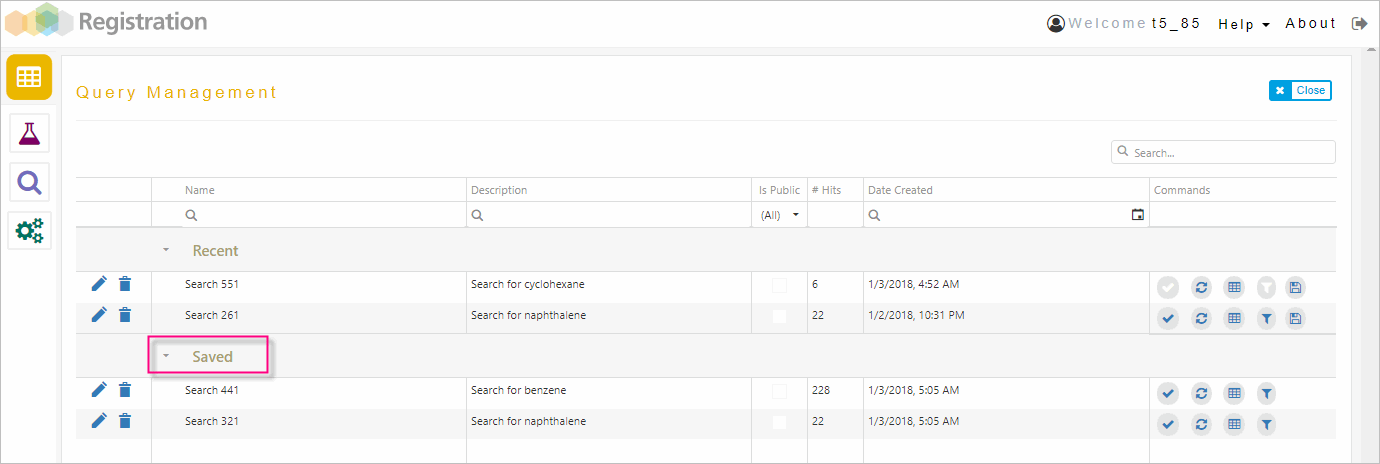 Registration
Welcome t5_85 Help About
Query Management
Close
Search...
Name Description Is Public # Hits Date Created Commands
(All)
Recent
Search 551 Search for cyclohexane 6 1/3/2018, 4:52 AM
Search 261 Search for naphthalene 22 1/2/2018, 10:31 PM
Saved
Search 441 Search for benzene 228 1/3/2018, 5:05 AM
Search 321 Search for naphthalene 22 1/3/2018, 5:05 AM